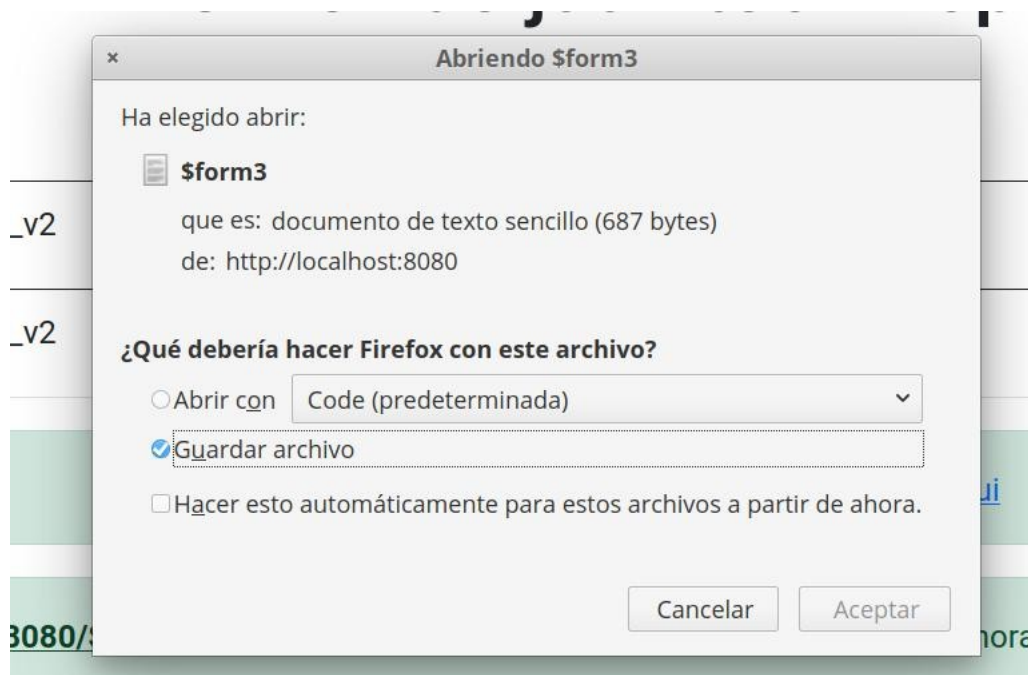 Abriendo $form3
Ha elegido abrir:
$form3
que es: documento de texto sencillo (687 bytes)
_v2
de: http://localhost:8080
_v2
¿Qué debería hacer Firefox con este archivo?
Abrir con Code (predeterminada)
Guardar archivo
Hacer esto automáticamente para estos archivos a partir de ahora.
ui
Cancelar Aceptar
8080/